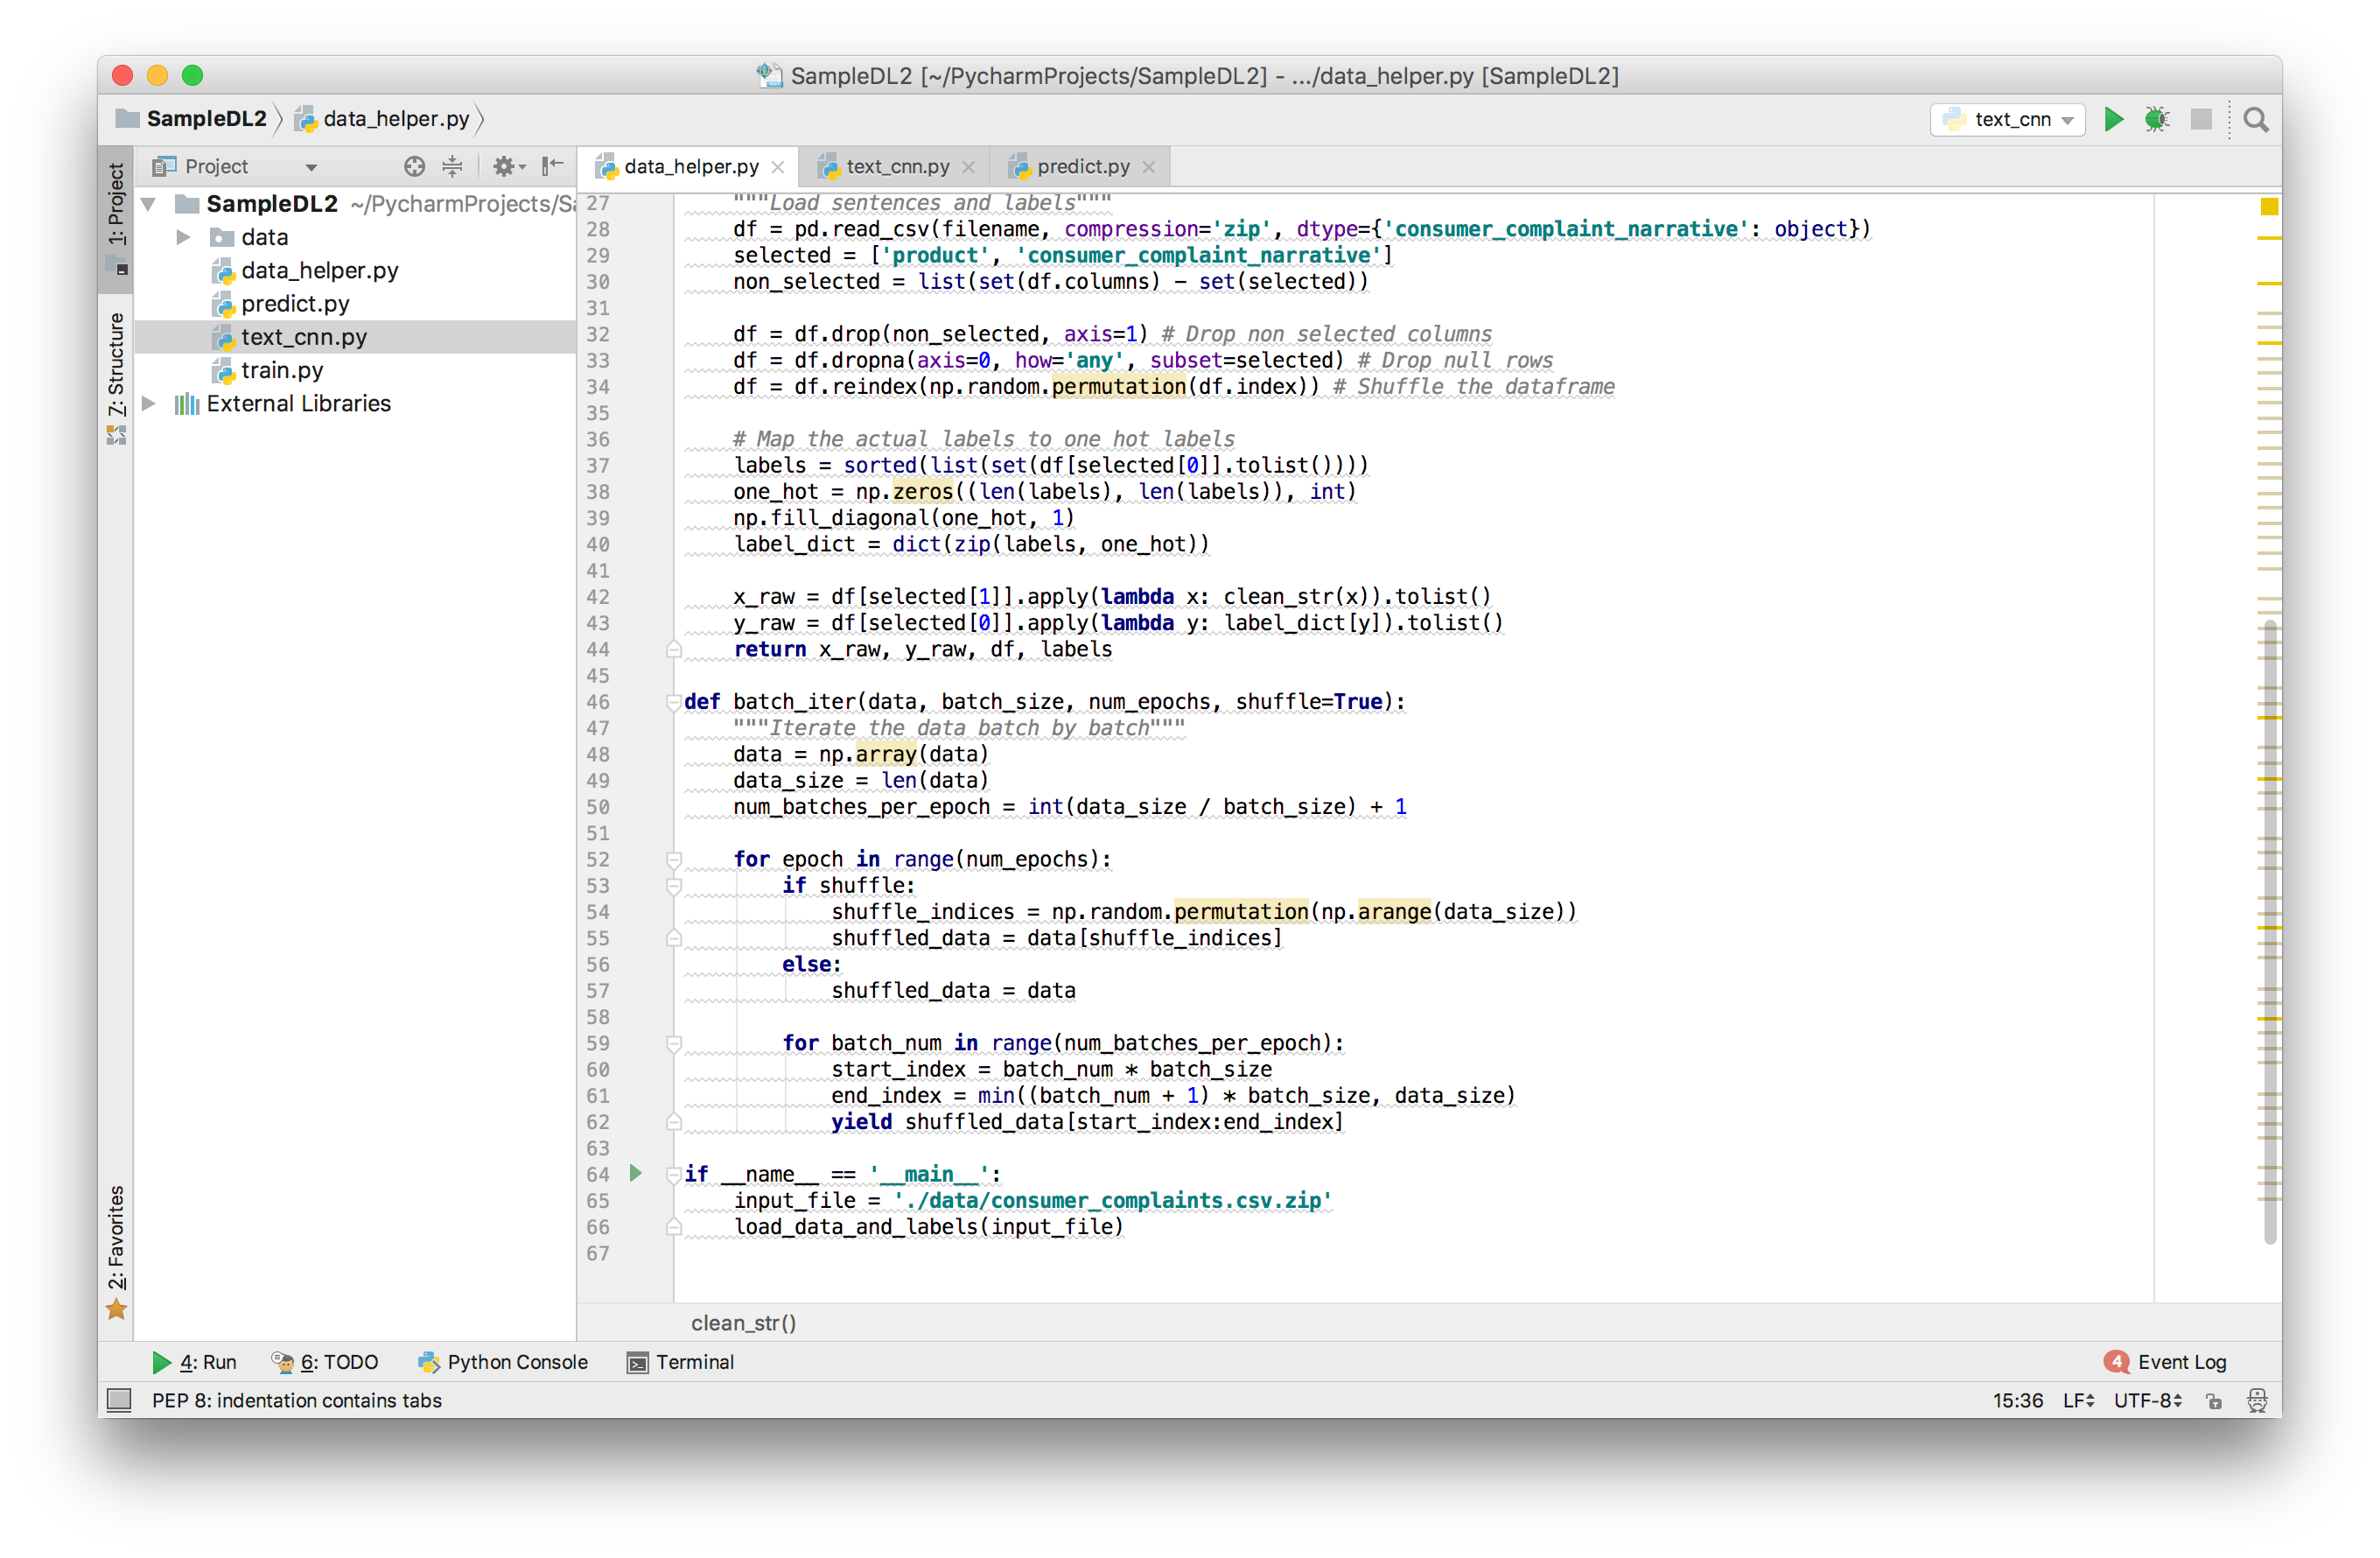 SampleDL2 [~/PycharmProjects/SampleDL2] - .../data_helper.py [SampleDL2]
SampleDL2 data_helper.py text_cnn
1: Project
7: Structure
2: Favorites
Project
SampleDL2 ~/PycharmProjects/S
data
data_helper.py
predict.py
text_cnn.py
train.py
External Libraries
data_helper.py text_cnn.py predict.py
27     """Load sentences and labels"""
28     df = pd.read_csv(filename, compression='zip', dtype={'consumer_complaint_narrative': object})
29     selected = ['product', 'consumer_complaint_narrative']
30     non_selected = list(set(df.columns) - set(selected))
31
32     df = df.drop(non_selected, axis=1) # Drop non selected columns
33     df = df.dropna(axis=0, how='any', subset=selected) # Drop null rows
34     df = df.reindex(np.random.permutation(df.index)) # Shuffle the dataframe
35
36     # Map the actual labels to one hot labels
37     labels = sorted(list(set(df[selected[0]].tolist())))
38     one_hot = np.zeros((len(labels), len(labels)), int)
39     np.fill_diagonal(one_hot, 1)
40     label_dict = dict(zip(labels, one_hot))
41
42     x_raw = df[selected[1]].apply(lambda x: clean_str(x)).tolist()
43     y_raw = df[selected[0]].apply(lambda y: label_dict[y]).tolist()
44     return x_raw, y_raw, df, labels
45
46 def batch_iter(data, batch_size, num_epochs, shuffle=True):
47     """Iterate the data batch by batch"""
48     data = np.array(data)
49     data_size = len(data)
50     num_batches_per_epoch = int(data_size / batch_size) + 1
51
52     for epoch in range(num_epochs):
53         if shuffle:
54             shuffle_indices = np.random.permutation(np.arange(data_size))
55             shuffled_data = data[shuffle_indices]
56         else:
57             shuffled_data = data
58
59         for batch_num in range(num_batches_per_epoch):
60             start_index = batch_num * batch_size
61             end_index = min((batch_num + 1) * batch_size, data_size)
62             yield shuffled_data[start_index:end_index]
63
64 if __name__ == '__main__':
65     input_file = './data/consumer_complaints.csv.zip'
66     load_data_and_labels(input_file)
67
clean_str()
4: Run 6: TODO Python Console Terminal 4 Event Log
PEP 8: indentation contains tabs 15:36 LF UTF-8